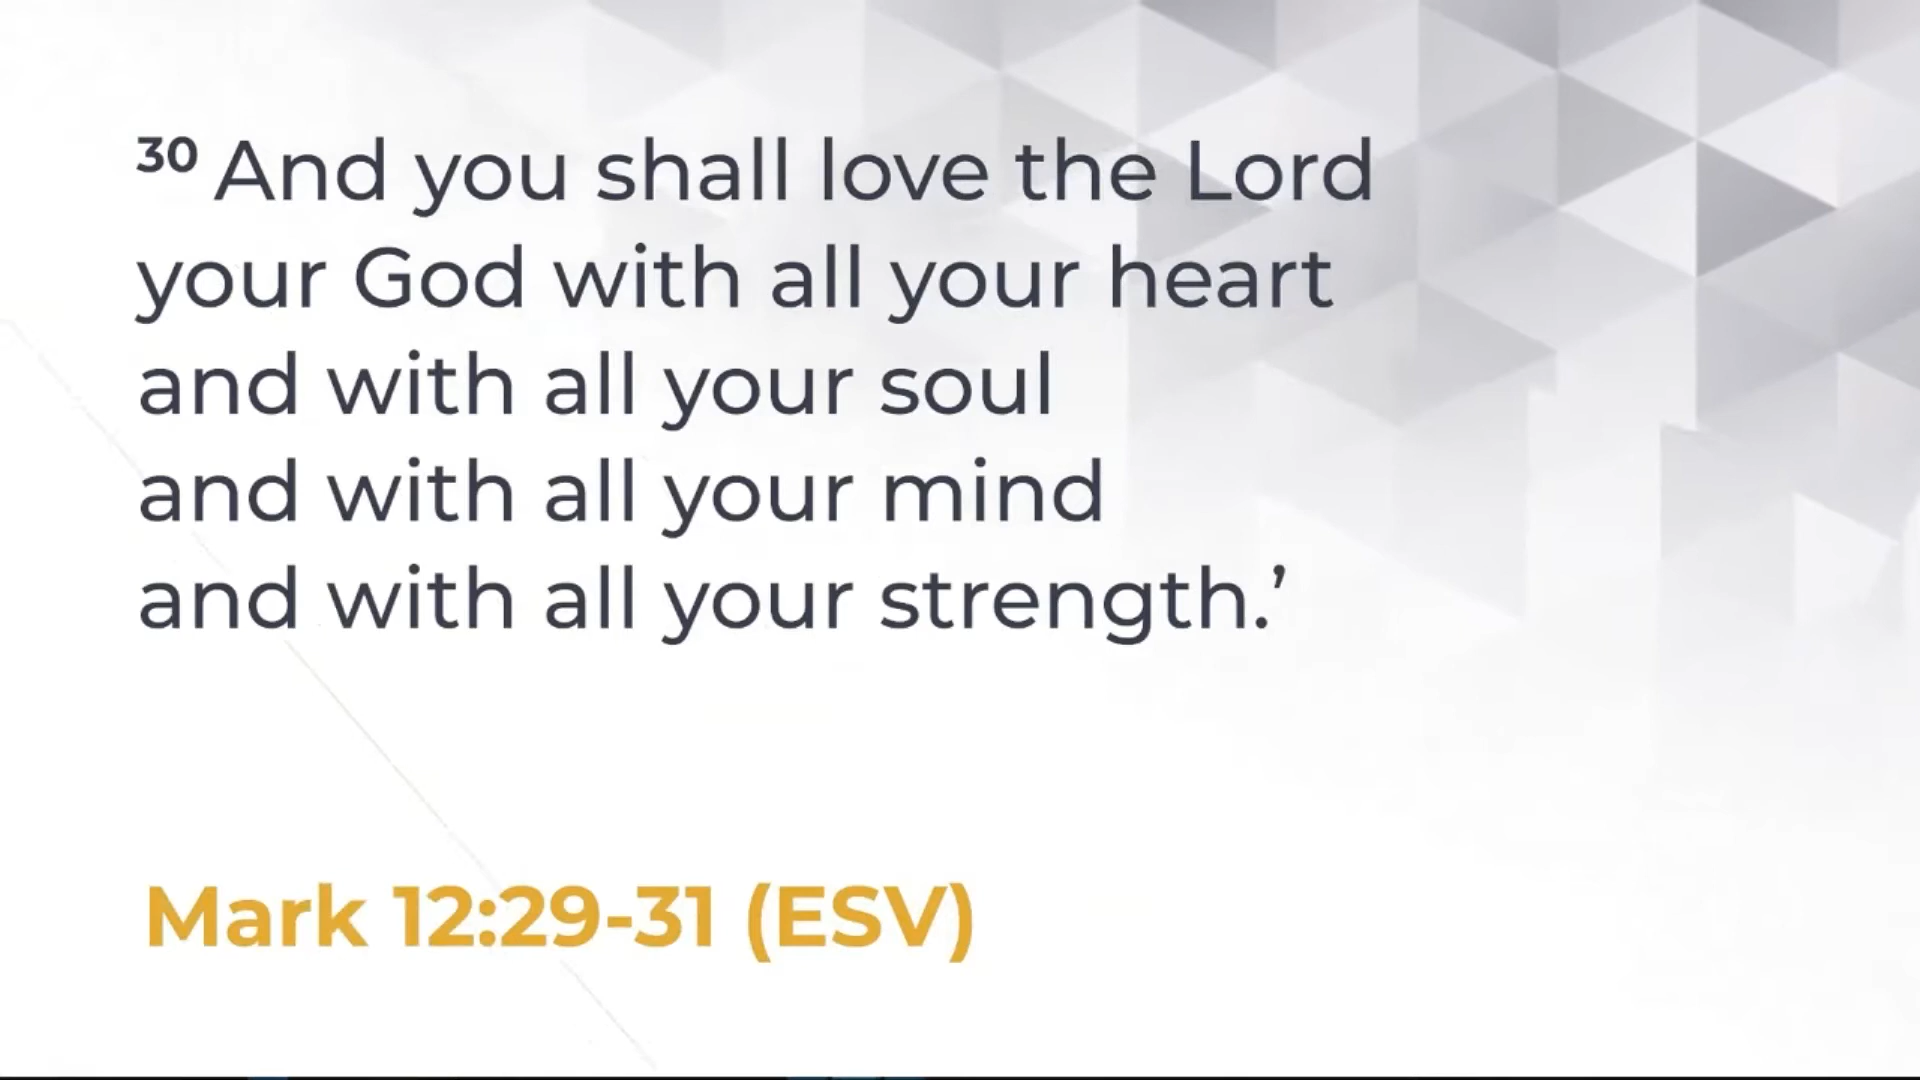 30 And you shall love the Lord
your God with all your heart
and with all your soul
and with all your mind
and with all your strength.’
Mark 12:29-31 (ESV)